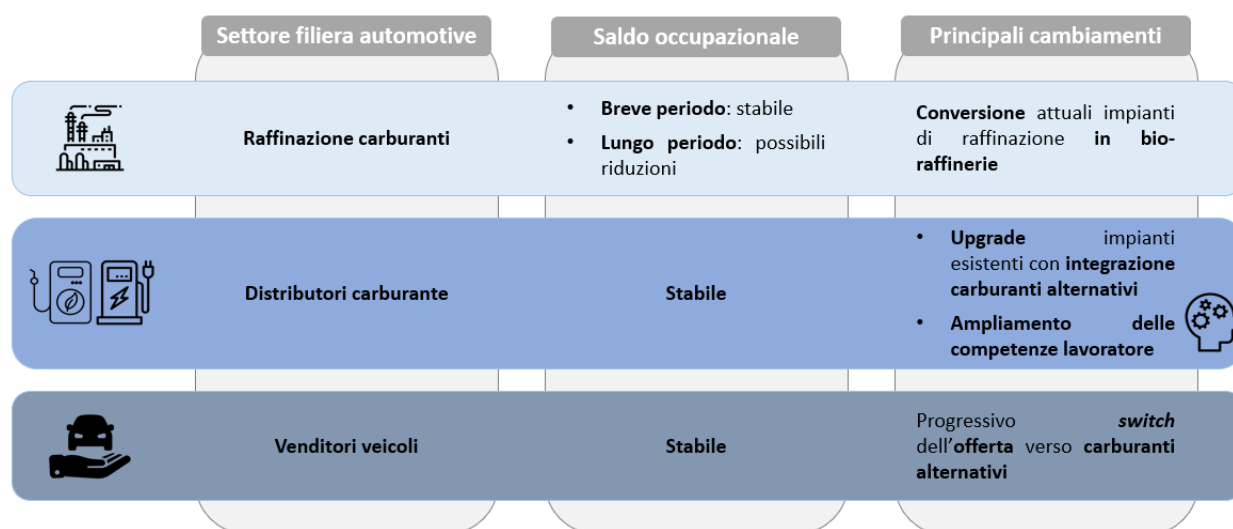 Settore filiera automotive
Saldo occupazionale
Principali cambiamenti
Raffinazione carburanti
• Breve periodo: stabile
• Lungo periodo: possibili
riduzioni
Conversione attuali impianti
di raffinazione in bio-
raffinerie
Distributori carburante
Stabile
• Upgrade impianti
esistenti con integrazione
carburanti alternativi
• Ampliamento delle
competenze lavoratore
Venditori veicoli
Stabile
Progressivo switch
dell'offerta verso carburanti
alternativi